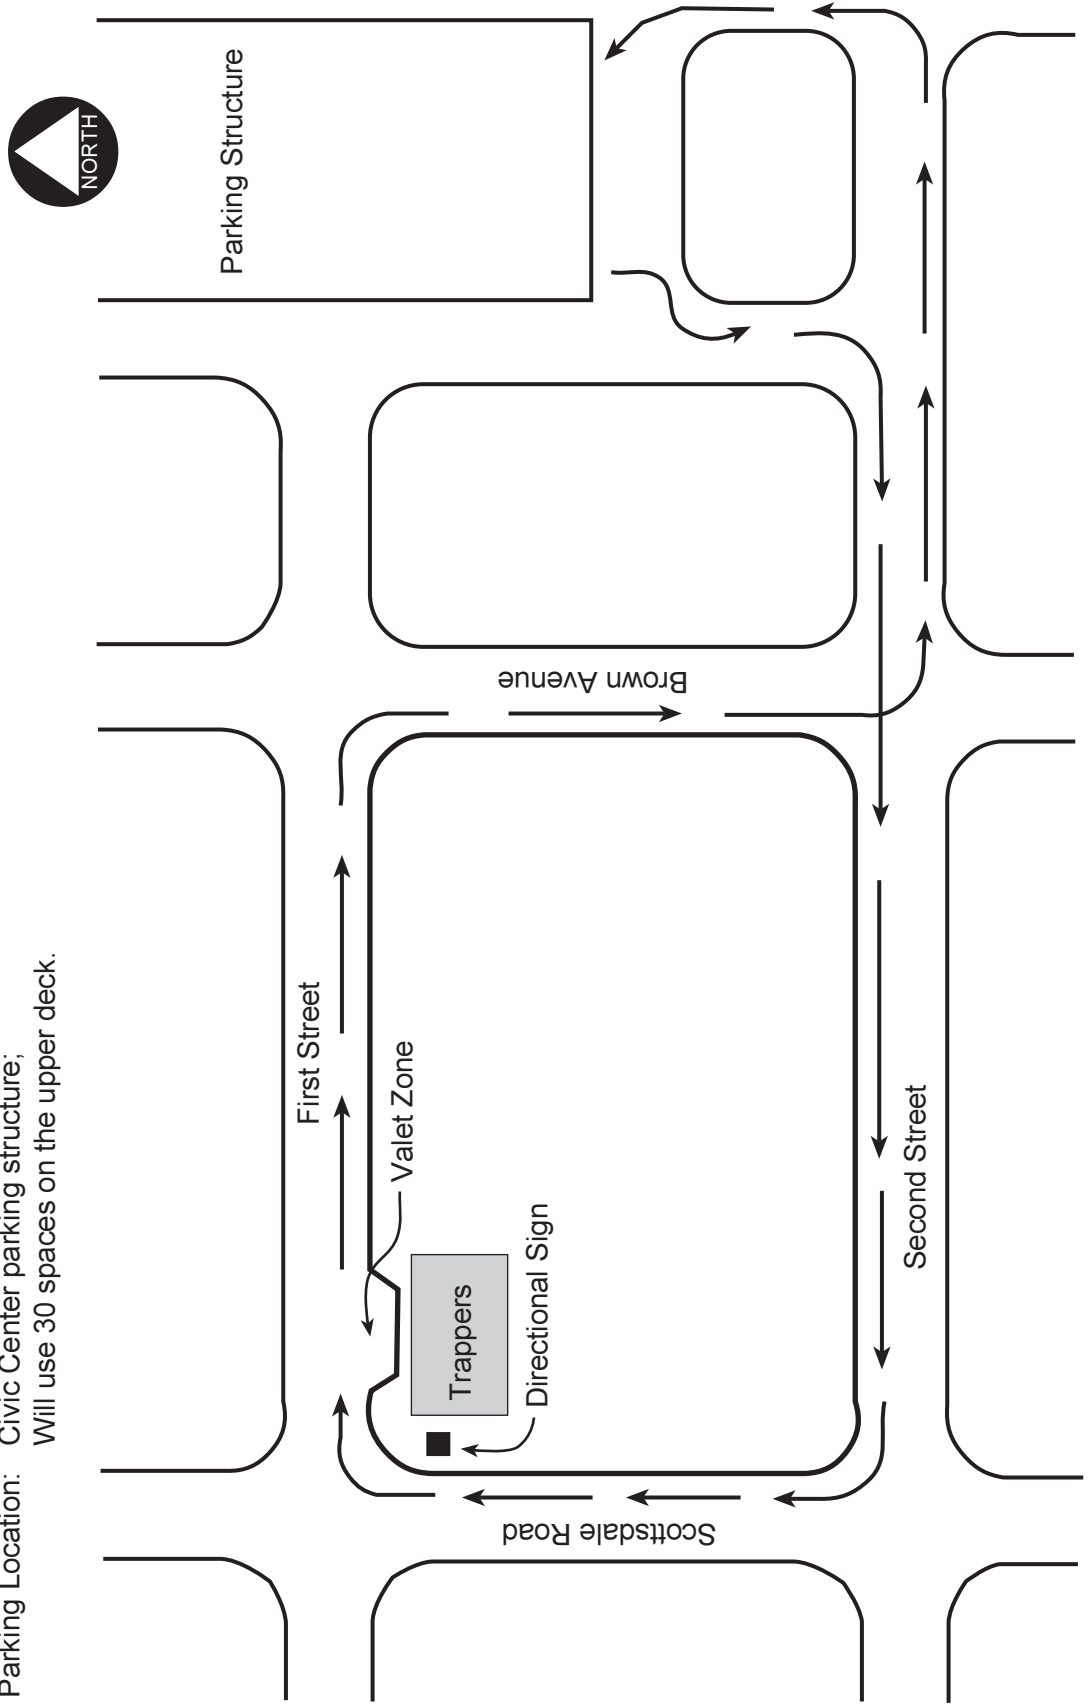 Parking Location: Civic Center parking structure;
Will use 30 spaces on the upper deck.
NORTH
Parking Structure
First Street
Valet Zone
Trappers
Directional Sign
Brown Avenue
Scottsdale Road
Second Street